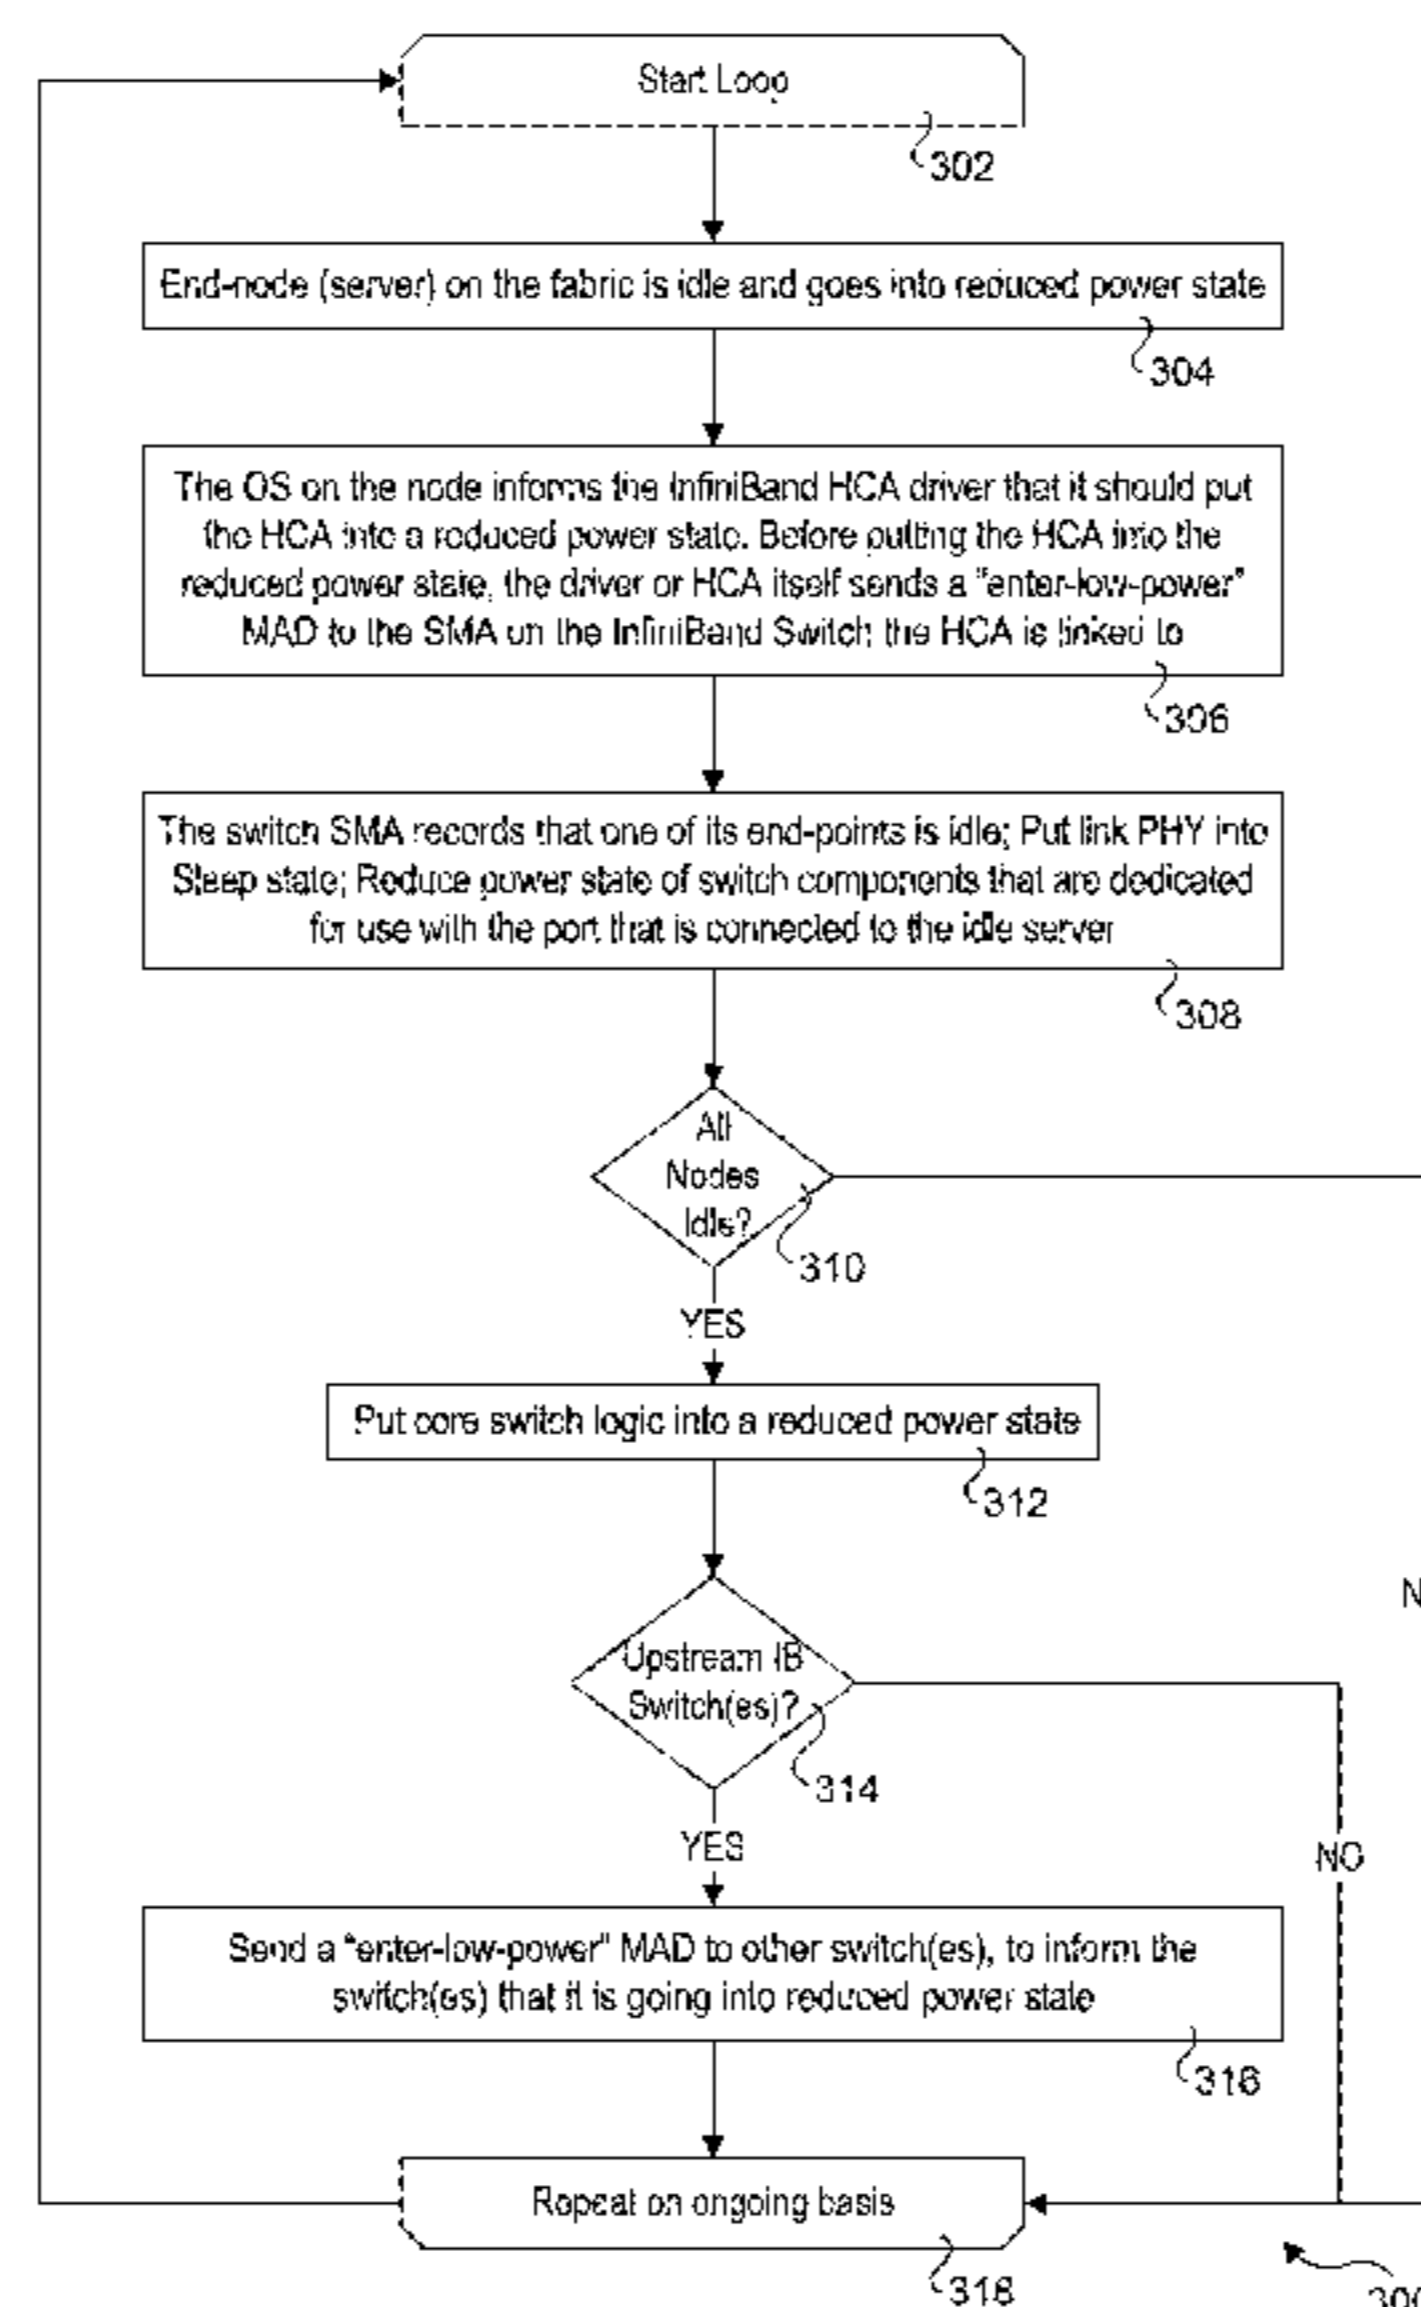 Start Loop
302
End-node (server) on the fabric is idle and goes into reduced power state
304
The OS on the node informs the InfiniBand HCA driver that it should put
the HCA into a reduced power state. Before putting the HCA into the
reduced power state, the driver or HCA itself sends a "enter-low-power"
MAD to the SMA on the InfiniBand Switch the HCA is linked to
306
The switch SMA records that one of its end-points is idle; Put link PHY into
Sleep state; Reduce power state of switch components that are dedicated
for use with the port that is connected to the idle server
308
All
Nodes
Idle?
310
YES
Put core switch logic into a reduced power state
312
Upstream IB
Switch(es)?
314
YES
NO
Send a "enter-low-power" MAD to other switch(es), to inform the
switch(es) that it is going into reduced power state
316
Repeat on ongoing basis
318